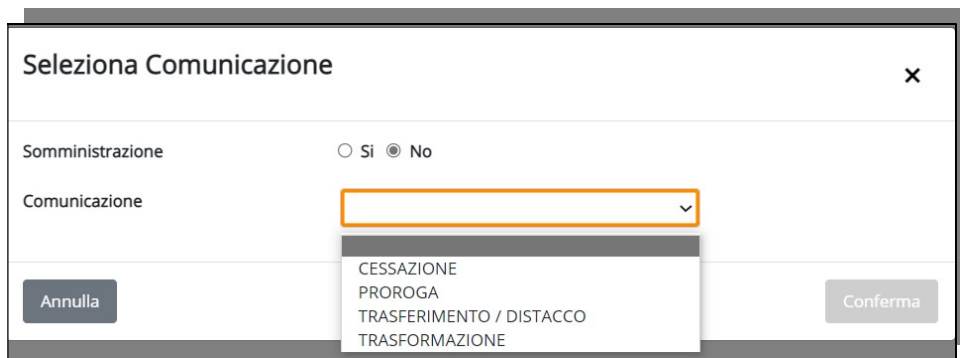 Seleziona Comunicazione ×
Somministrazione Si No
Comunicazione
CESSAZIONE
PROROGA
TRASFERIMENTO / DISTACCO
TRASFORMAZIONE
Annulla Conferma